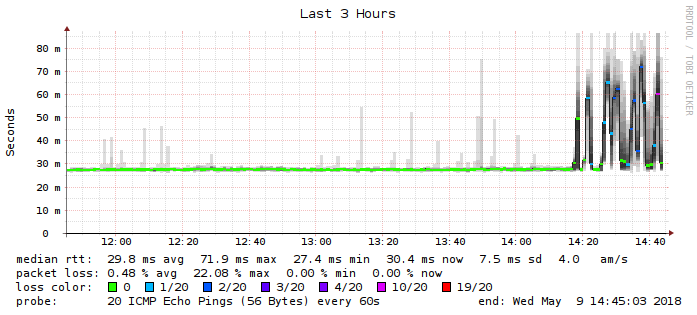 Last 3 Hours
RRDTOOL / TOBI OETIKER
Seconds
80 m
70 m
60 m
50 m
40 m
30 m
20 m
10 m
0
12:00 12:20 12:40 13:00 13:20 13:40 14:00 14:20 14:40
median rtt: 29.8 ms avg 71.9 ms max 27.4 ms min 30.4 ms now 7.5 ms sd 4.0 am/s
packet loss: 0.48 % avg 22.08 % max 0.00 % min 0.00 % now
loss color: 0 1/20 2/20 3/20 4/20 10/20 19/20
probe: 20 ICMP Echo Pings (56 Bytes) every 60s end: Wed May 9 14:45:03 2018